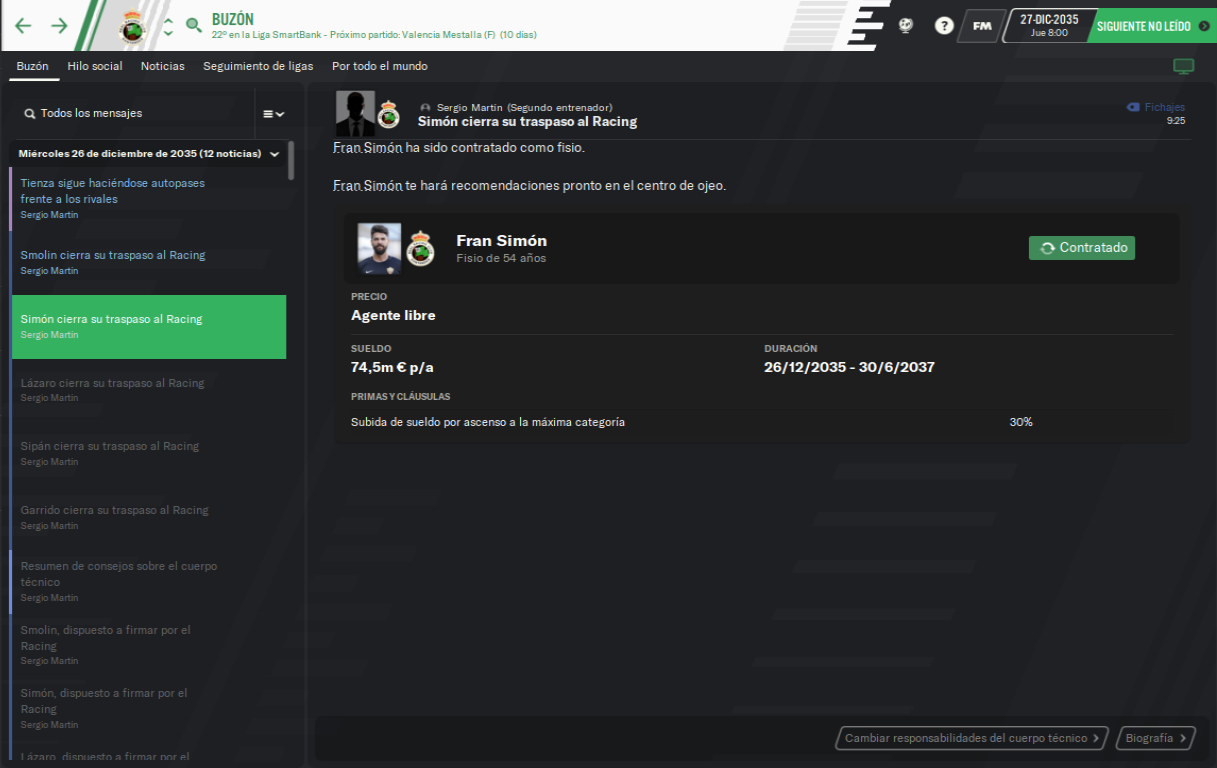 BUZÓN
22º en la Liga SmartBank - Próximo partido: Valencia Mestalla (F) (10 días)
?
FM
27-DIC-2035
Jue 8:00
SIGUIENTE NO LEÍDO
Buzón
Hilo social
Noticias
Seguimiento de ligas
Por todo el mundo
Todos los mensajes
Miércoles 26 de diciembre de 2035 (12 noticias)
Tienza sigue haciéndose autopases
frente a los rivales
Sergio Martín
Smolin cierra su traspaso al Racing
Sergio Martín
Simón cierra su traspaso al Racing
Sergio Martín
Lázaro cierra su traspaso al Racing
Sergio Martín
Sipán cierra su traspaso al Racing
Sergio Martín
Garrido cierra su traspaso al Racing
Sergio Martín
Resumen de consejos sobre el cuerpo
técnico
Sergio Martín
Smolin, dispuesto a firmar por el
Racing
Sergio Martín
Simón, dispuesto a firmar por el
Racing
Sergio Martín
Lázaro, dispuesto a firmar por el
Sergio Martín (Segundo entrenador)
Simón cierra su traspaso al Racing
Fichajes
9:25
Fran Simón ha sido contratado como fisio.
Fran Simón te hará recomendaciones pronto en el centro de ojeo.
Fran Simón
Fisio de 54 años
Contratado
PRECIO
Agente libre
SUELDO
74,5m € p/a
DURACIÓN
26/12/2035 - 30/6/2037
PRIMAS Y CLÁUSULAS
Subida de sueldo por ascenso a la máxima categoría
30%
Cambiar responsabilidades del cuerpo técnico
Biografía